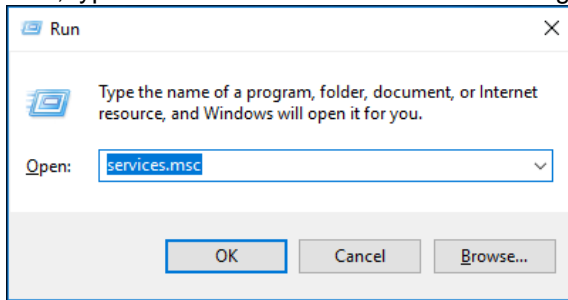 Run
Type the name of a program, folder, document, or Internet
resource, and Windows will open it for you.
Open: services.msc
OK Cancel Browse...